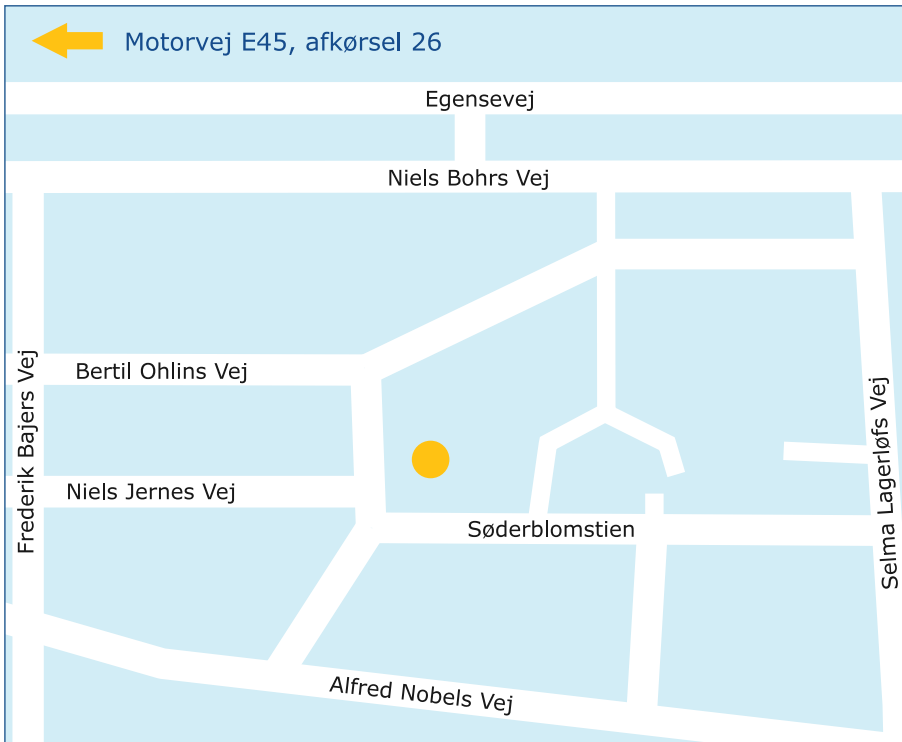 Motorvej E45, afkørsel 26
Egensevej
Niels Bohrs Vej
Bertil Ohlins Vej
Frederik Bajers Vej
Niels Jernes Vej
Søderblomstien
Selma Lagerløfs Vej
Alfred Nobels Vej